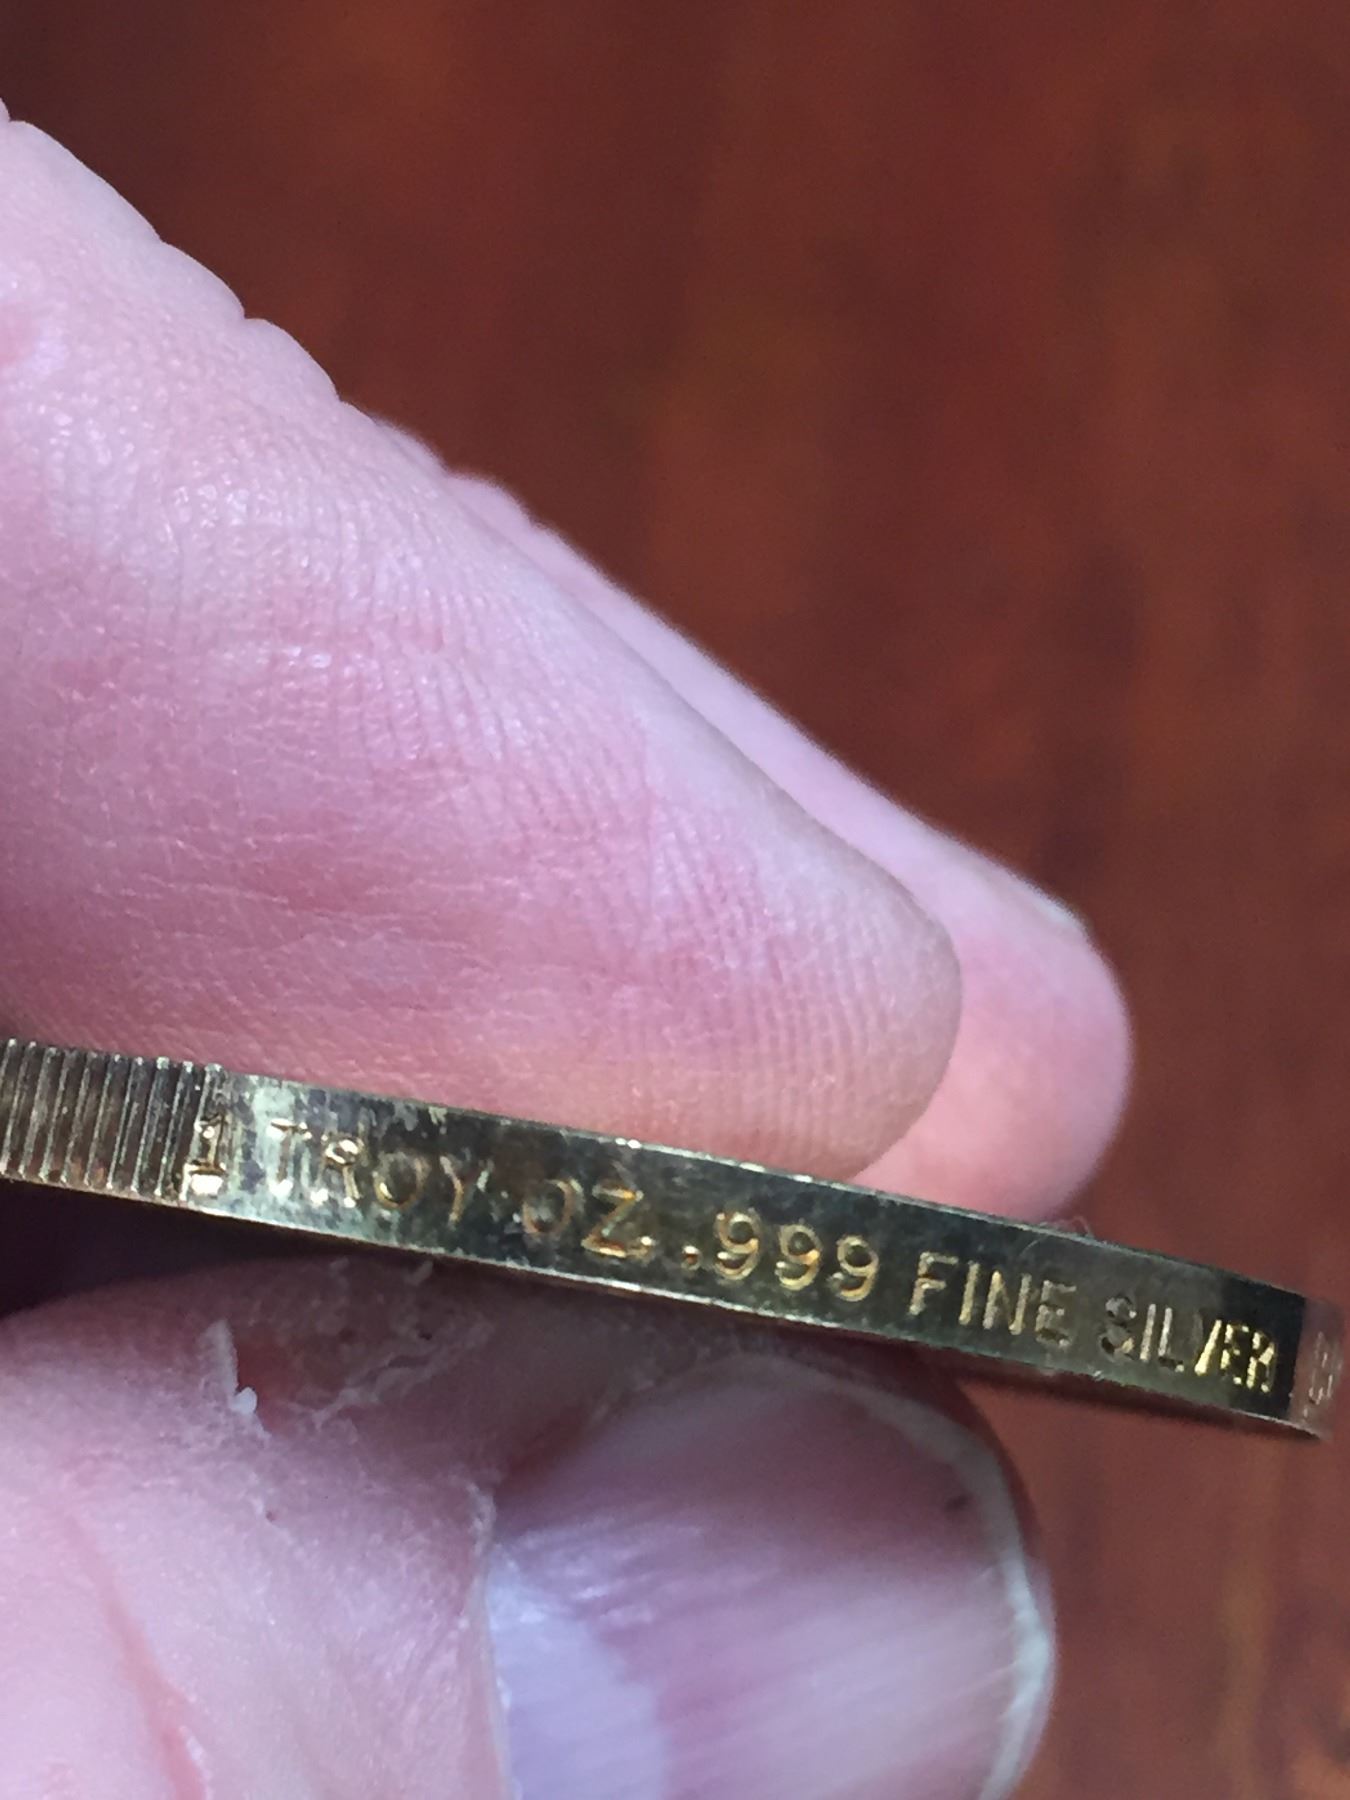 1 TROY OZ. .999 FINE SILVER